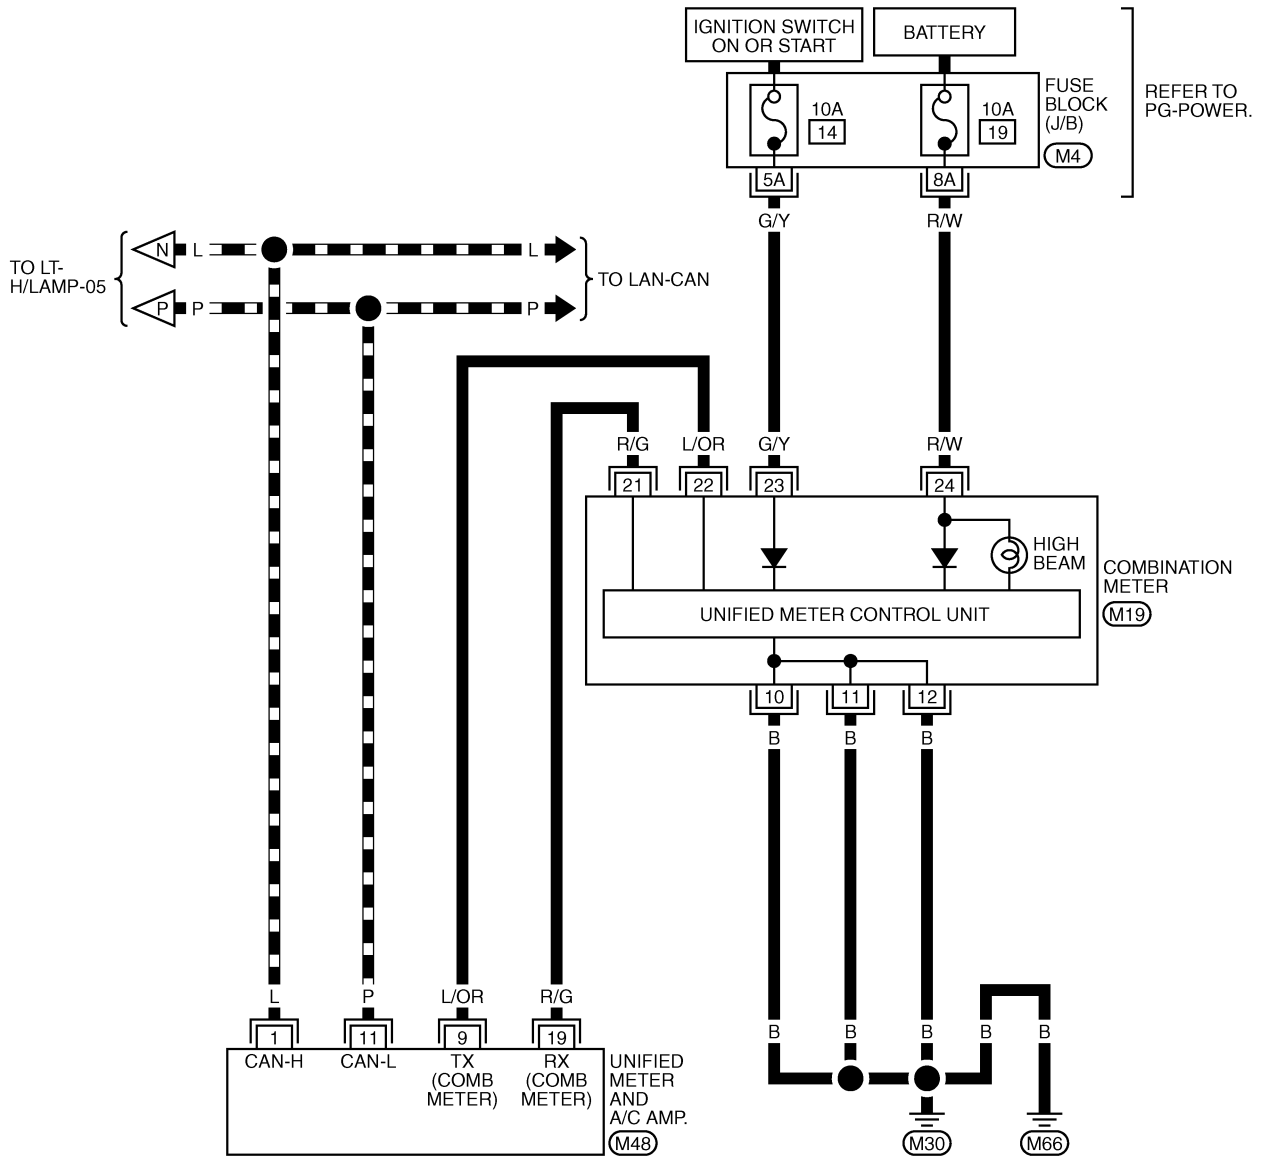 IGNITION SWITCH
ON OR START
BATTERY
10A
14
10A
19
FUSE
BLOCK
(J/B)
M4
REFER TO
PG-POWER.
5A
8A
G/Y
R/W
TO LT-
H/LAMP-05
N
L
L
P
P
P
TO LAN-CAN
R/G
L/OR
G/Y
R/W
21
22
23
24
HIGH
BEAM
COMBINATION
METER
M19
UNIFIED METER CONTROL UNIT
10
11
12
B
B
B
L
P
L/OR
R/G
1
11
9
19
CAN-H
CAN-L
TX
(COMB
METER)
RX
(COMB
METER)
UNIFIED
METER
AND
A/C AMP.
M48
B
B
B
B
B
M30
M66